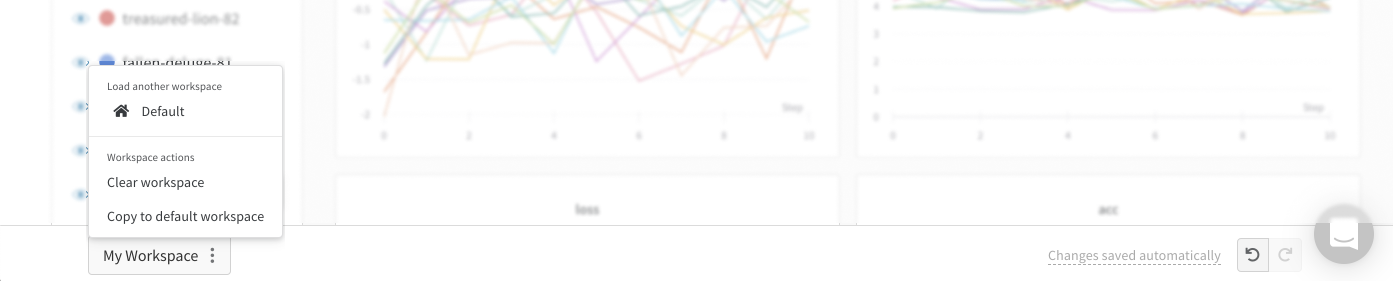 treasured-lion-82
fallen-deluge-81
Load another workspace
Default
Workspace actions
Clear workspace
Copy to default workspace
My Workspace
-0.5
-1
-1.5
-2
0 2 4 6 8 10
Step
4
3
2
1
0
0 2 4 6 8 10
Step
loss
acc
Changes saved automatically